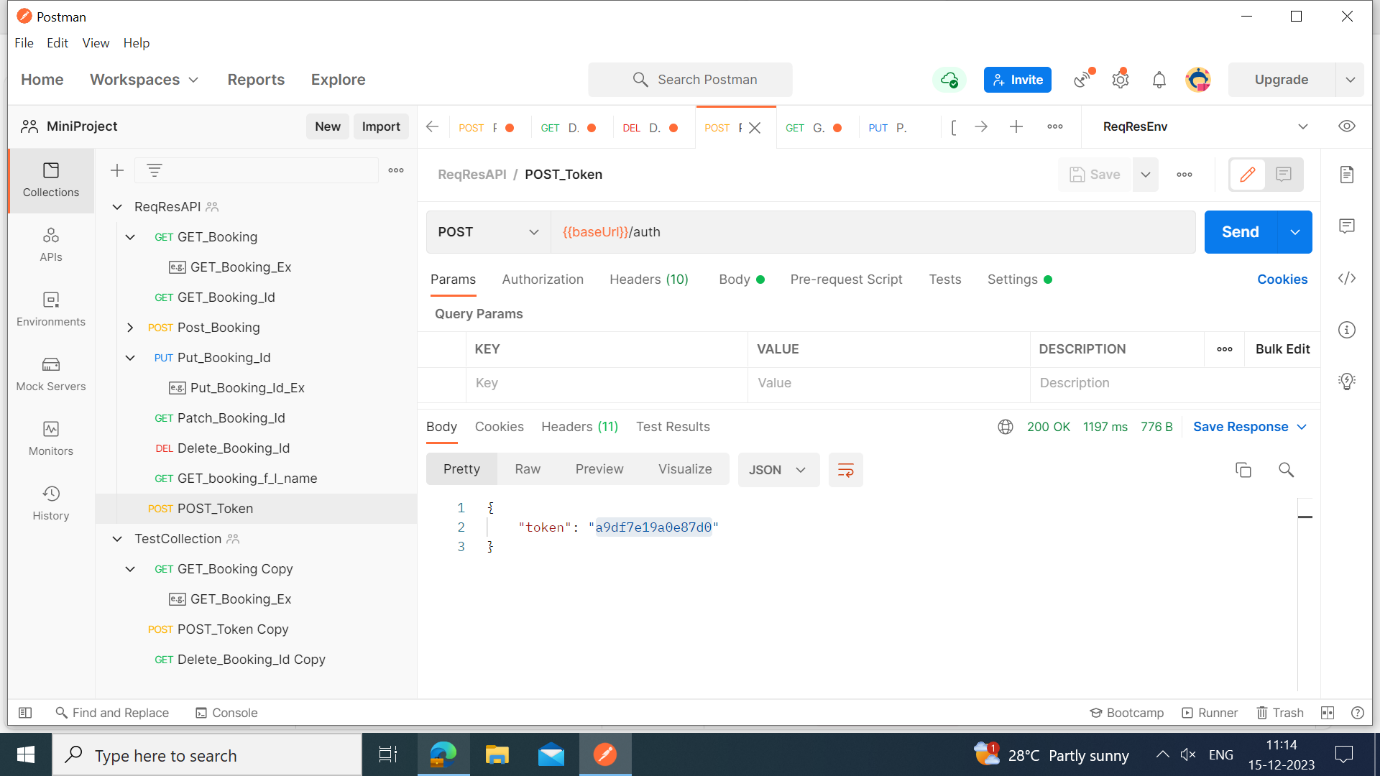 Postman
File Edit View Help
Home Workspaces Reports Explore Search Postman Invite Upgrade
MiniProject New Import POST F GET D. DEL D. POST F GET G. PUT P. ReqResEnv
Collections
APIs
Environments
Mock Servers
Monitors
History
ReqResAPI
GET GET_Booking
e.g. GET_Booking_Ex
GET GET_Booking_Id
POST Post_Booking
PUT Put_Booking_Id
e.g. Put_Booking_Id_Ex
GET Patch_Booking_Id
DEL Delete_Booking_Id
GET GET_booking_f_l_name
POST POST_Token
TestCollection
GET GET_Booking Copy
e.g. GET_Booking_Ex
POST POST_Token Copy
GET Delete_Booking_Id Copy
ReqResAPI / POST_Token Save
POST {{baseUrl}}/auth Send
Params Authorization Headers (10) Body Pre-request Script Tests Settings Cookies
Query Params
KEY VALUE DESCRIPTION Bulk Edit
Key Value Description
Body Cookies Headers (11) Test Results 200 OK 1197 ms 776 B Save Response
Pretty Raw Preview Visualize JSON
1 {
2 "token": "a9df7e19a0e87d0"
3 }
Find and Replace Console Bootcamp Runner Trash
Type here to search 1 28°C Partly sunny ENG 11:14
15-12-2023